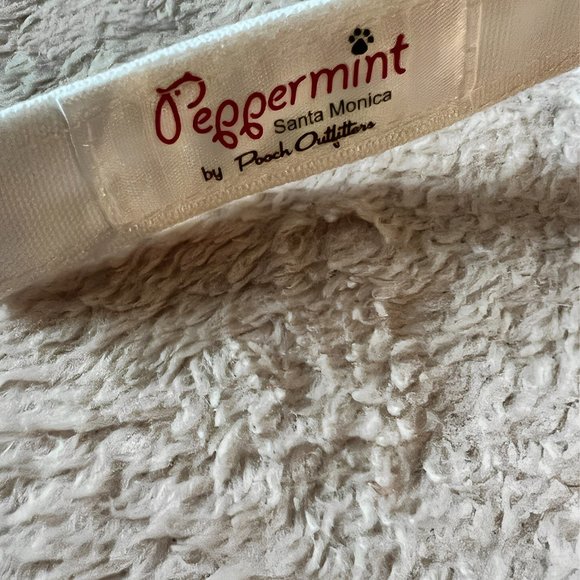 Peppermint
Santa Monica
by Pooch Outfitters